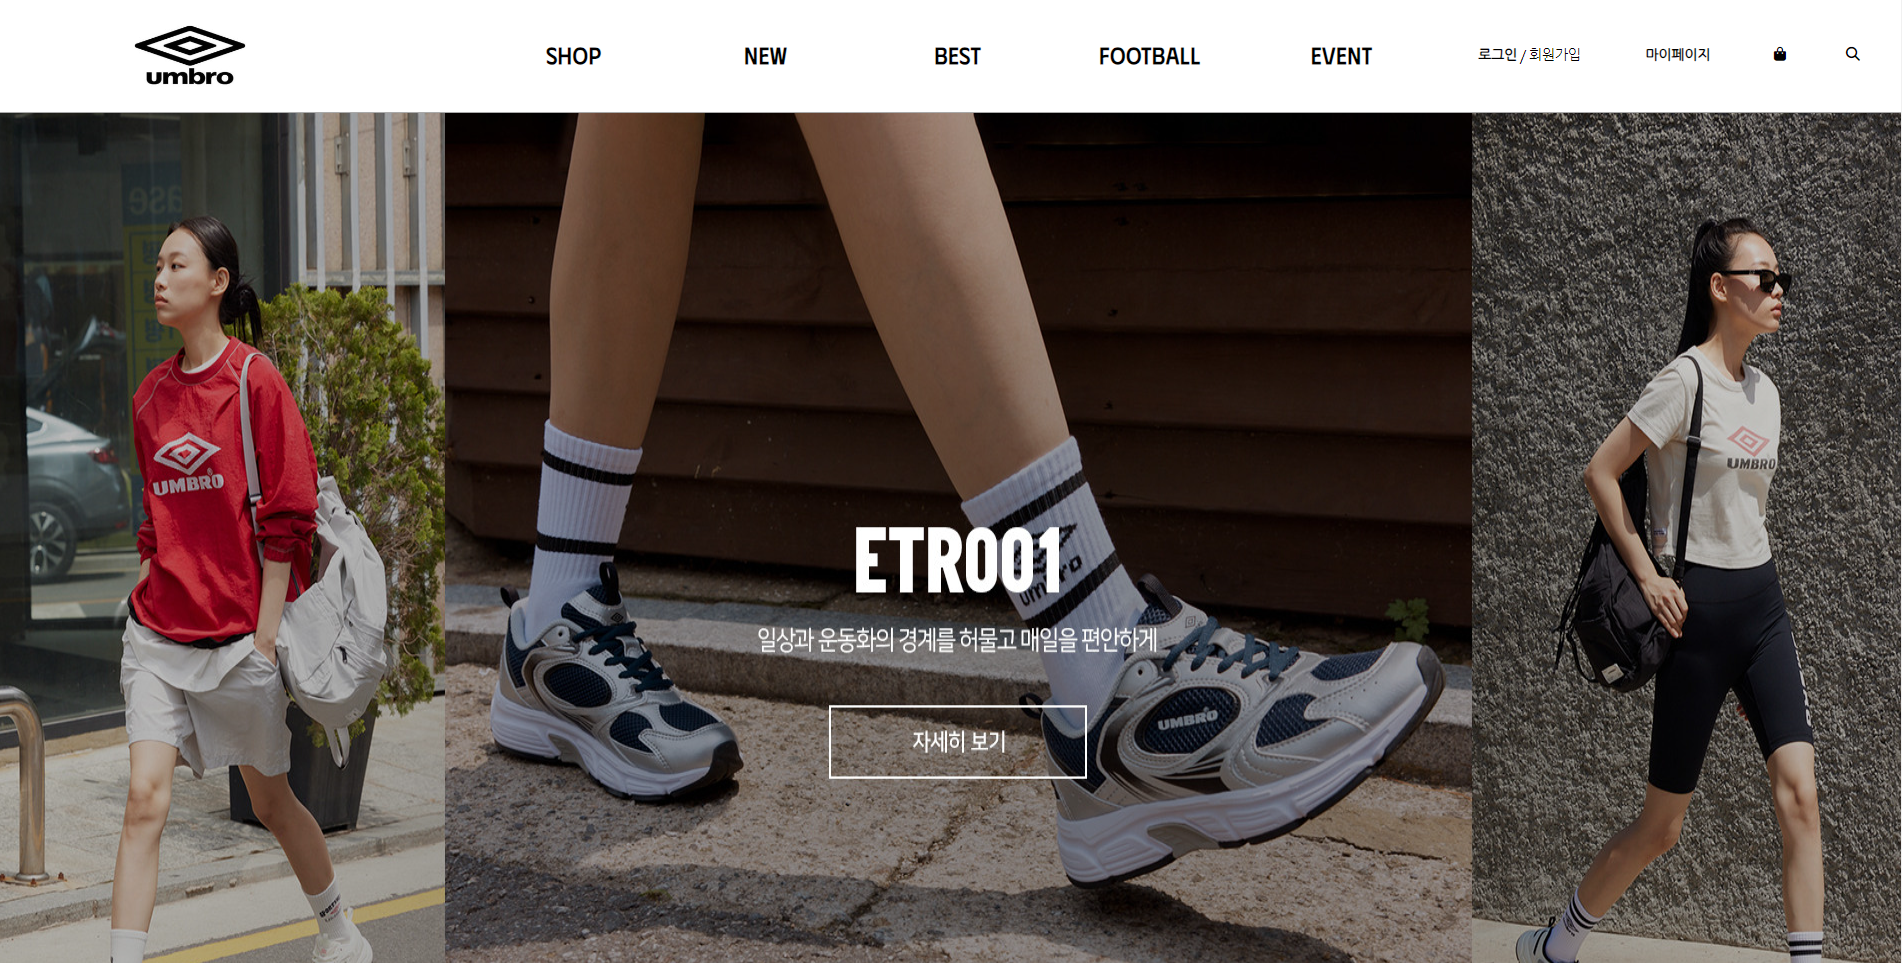 umbro
SHOP
NEW
BEST
FOOTBALL
EVENT
로그인 / 회원가입
마이페이지
UMBRO
ETR001
일상과 운동화의 경계를 허물고 매일을 편안하게
자세히 보기
umbro
UMBRO
UMBRO